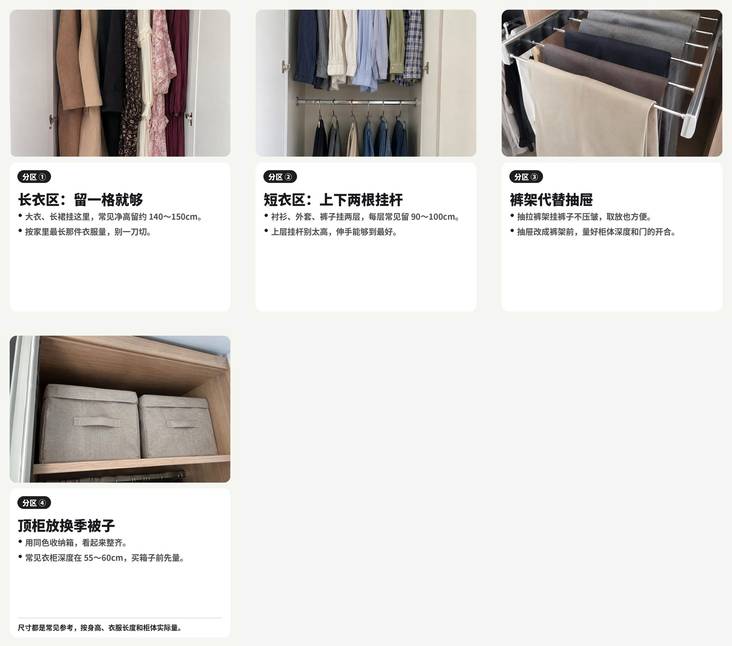 分区①
长衣区：留一格就够
• 大衣、长裙挂这里，常见净高留约 140～150cm。
• 按家里最长那件衣服量，别一刀切。
分区②
短衣区：上下两根挂杆
• 衬衫、外套、裤子挂两层，每层常见留 90～100cm。
• 上层挂杆别太高，伸手能够到最好。
分区③
裤架代替抽屉
• 抽拉裤架挂裤子不压皱，取放也方便。
• 抽屉改成裤架前，量好柜体深度和门的开合。
分区④
顶柜放换季被子
• 用同色收纳箱，看起来整齐。
• 常见衣柜深度在 55～60cm，买箱子前先量。
尺寸都是常见参考，按身高、衣服长度和柜体实际量。